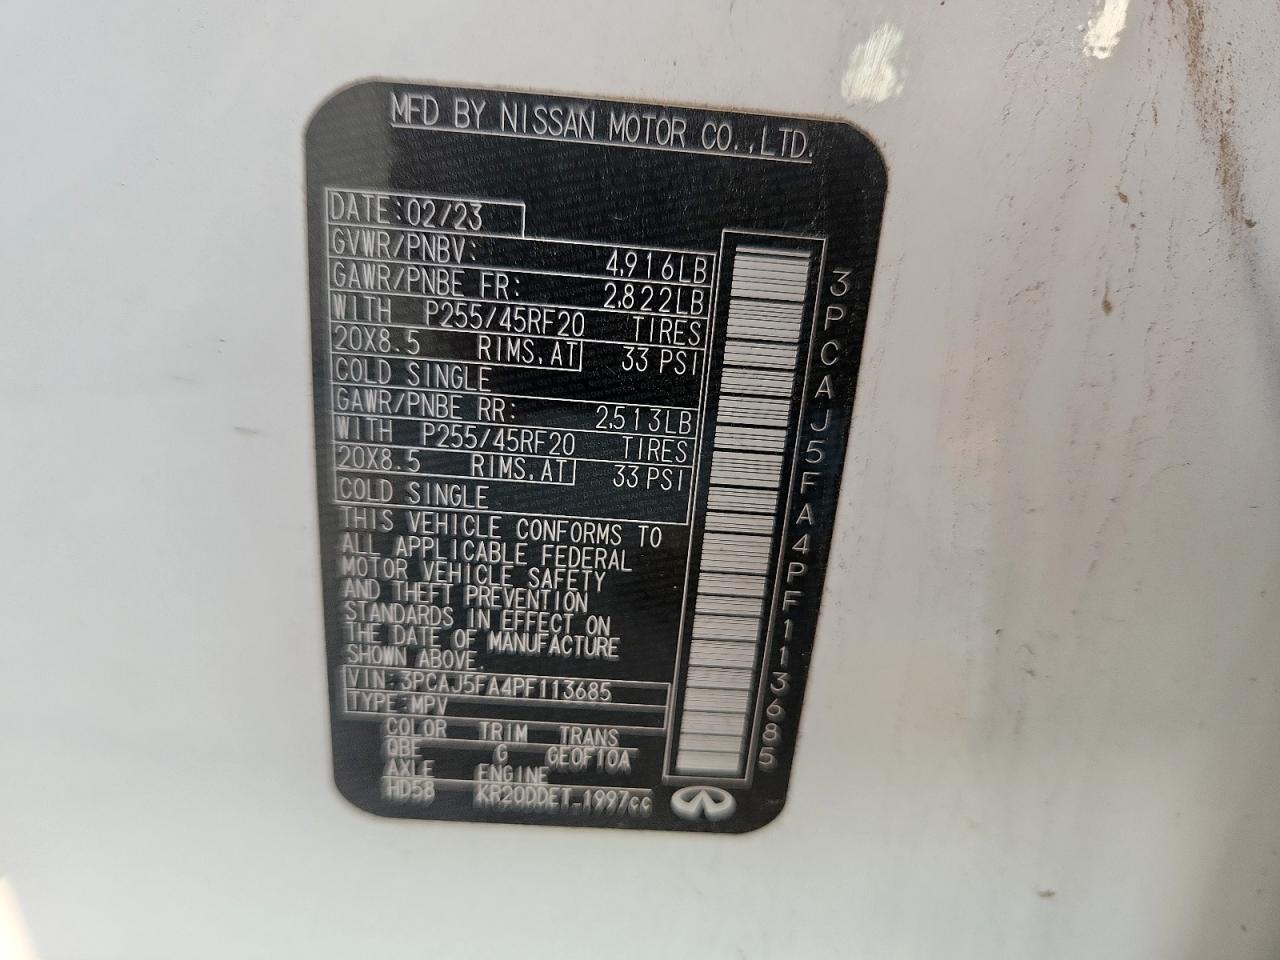 MFD BY NISSAN MOTOR CO.,LTD.
DATE:02/23
GVWR/PNBV: 4,916LB
GAWR/PNBE FR: 2,822LB
WITH P255/45RF20 TIRES
20X8.5 RIMS,AT 33 PSI
COLD SINGLE
GAWR/PNBE RR: 2,513LB
WITH P255/45RF20 TIRES
20X8.5 RIMS,AT 33 PSI
COLD SINGLE
THIS VEHICLE CONFORMS TO
ALL APPLICABLE FEDERAL
MOTOR VEHICLE SAFETY
AND THEFT PREVENTION
STANDARDS IN EFFECT ON
THE DATE OF MANUFACTURE
SHOWN ABOVE.
VIN:3PCAJ5FA4PF113685
TYPE:MPV
COLOR TRIM TRANS
QBE G GEOF10A
AXLE ENGINE
HD58 KR20DDET-1997cc
3PCAJ5FA4PF113685